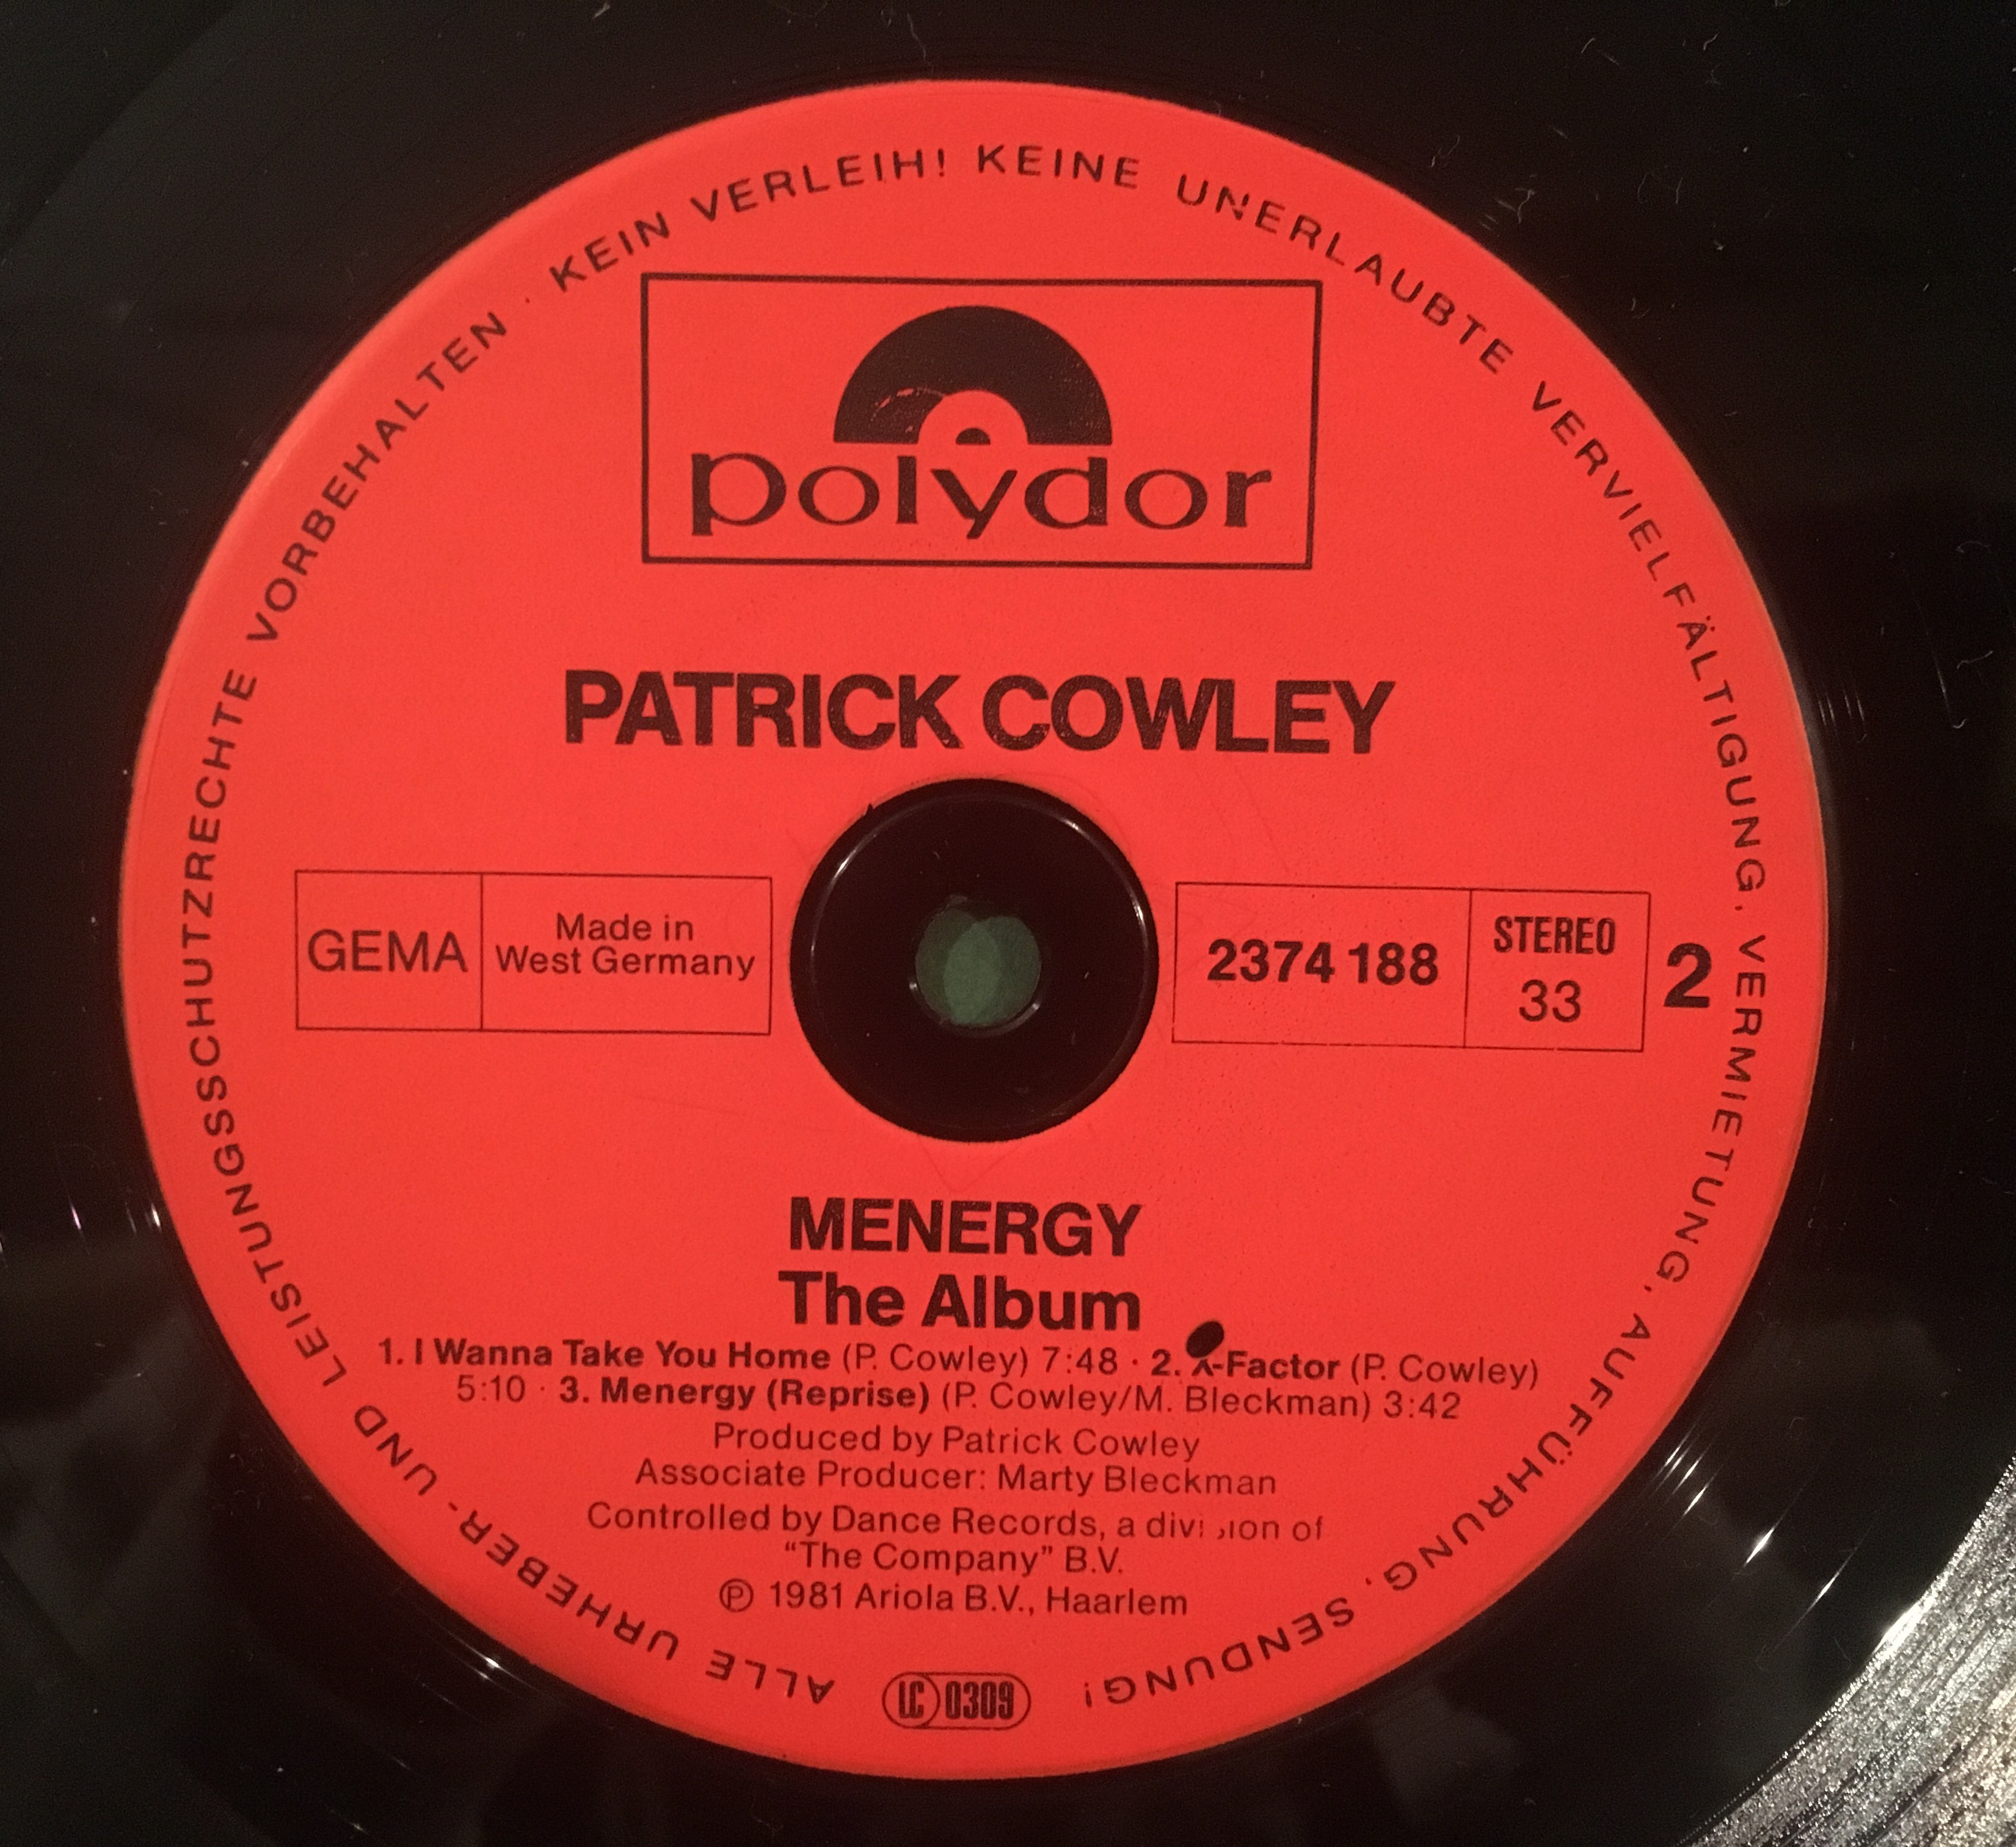 ALLE URHEBER- UND LEISTUNGSSCHUTZRECHTE VORBEHALTEN · KEIN VERLEIH! KEINE UNERLAUBTE VERVIELFÄLTIGUNG, VERMIETUNG, AUFFÜHRUNG, SENDUNG!
polydor
PATRICK COWLEY
GEMA
Made in
West Germany
2374 188
STEREO
33
2
MENERGY
The Album
1. I Wanna Take You Home (P. Cowley) 7:48 · 2. X-Factor (P. Cowley)
5:10 · 3. Menergy (Reprise) (P. Cowley/M. Bleckman) 3:42
Produced by Patrick Cowley
Associate Producer: Marty Bleckman
Controlled by Dance Records, a division of
“The Company” B.V.
Ⓟ 1981 Ariola B.V., Haarlem
LC 0309